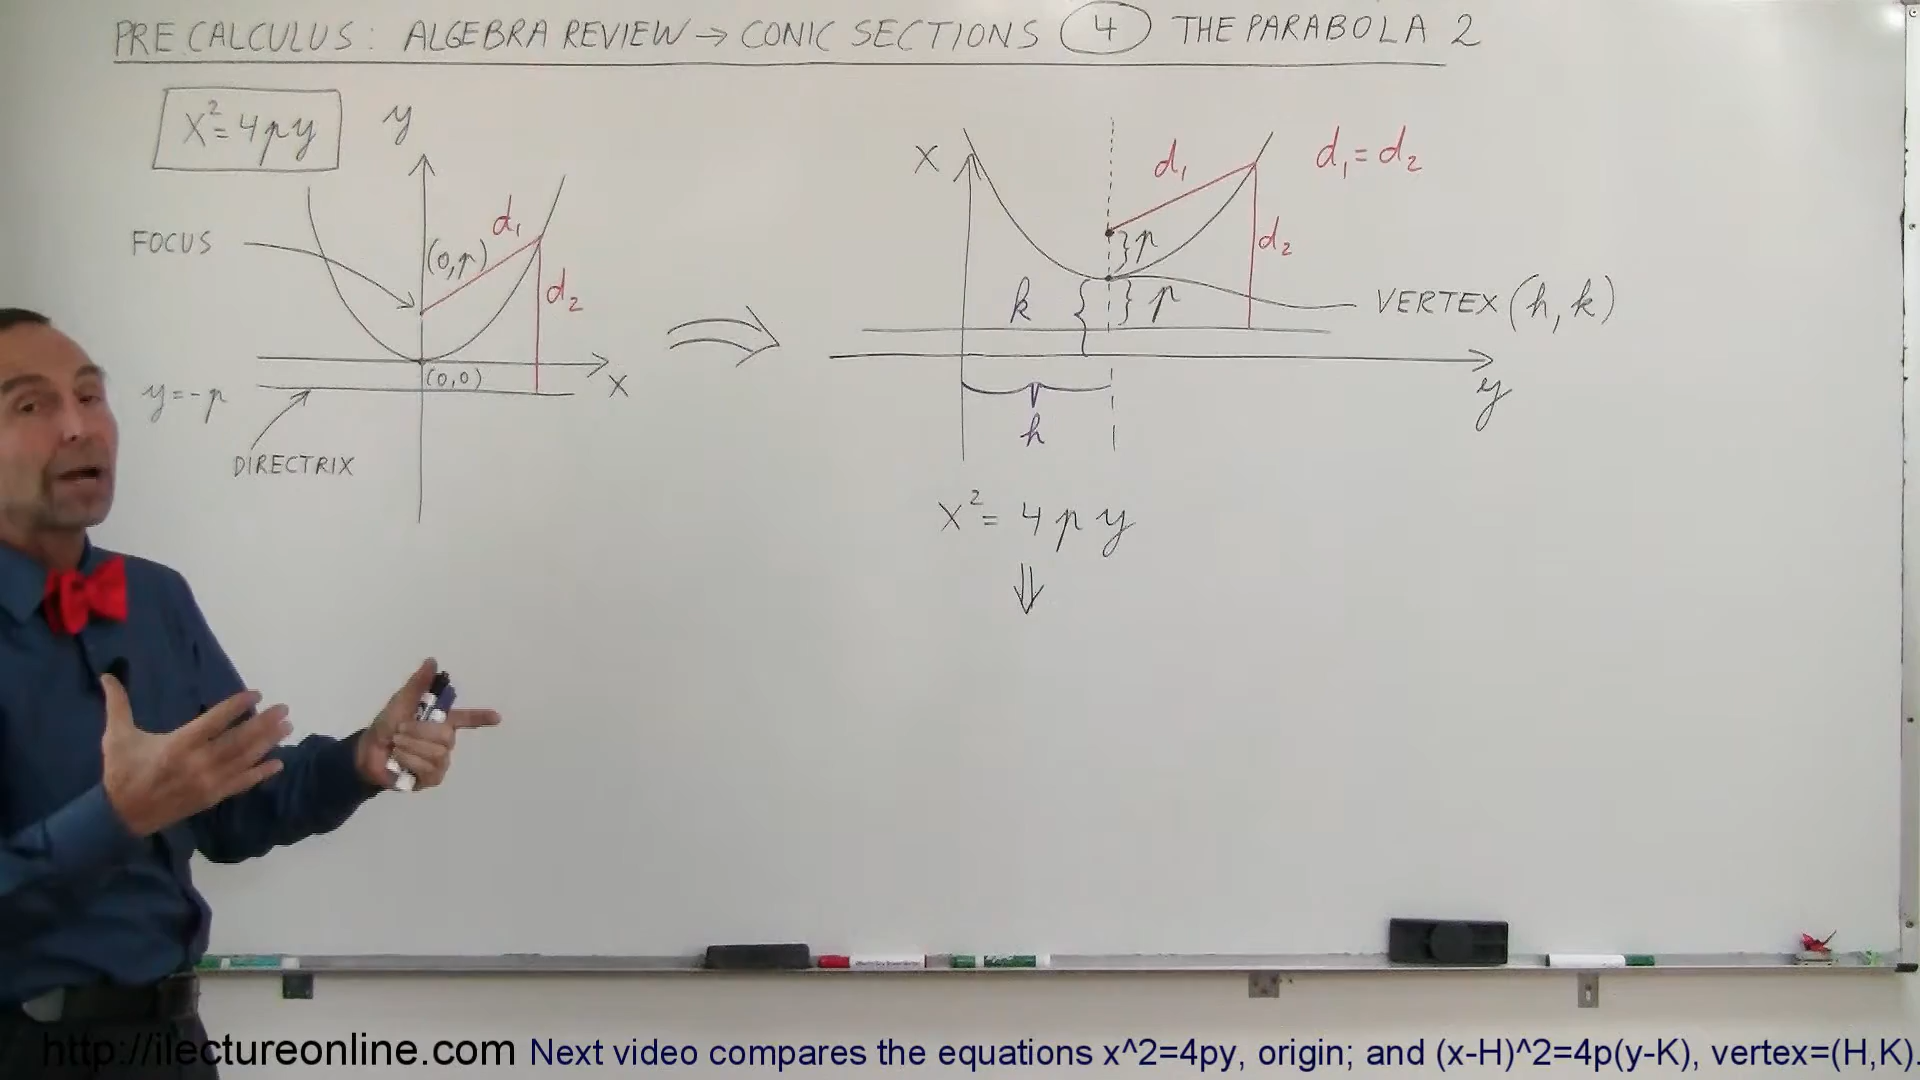 PRE CALCULUS: ALGEBRA REVIEW → CONIC SECTIONS 4 THE PARABOLA 2
x²=4py
y
FOCUS
(0,p)
d₁
d₂
(0,0)
x
y=-p
DIRECTRIX
x
d₁
d₁=d₂
} p
d₂
k { } p
VERTEX (h,k)
y
h
x²=4py
⇓
http://ilectureonline.com Next video compares the equations x^2=4py, origin; and (x-H)^2=4p(y-K), vertex=(H,K).